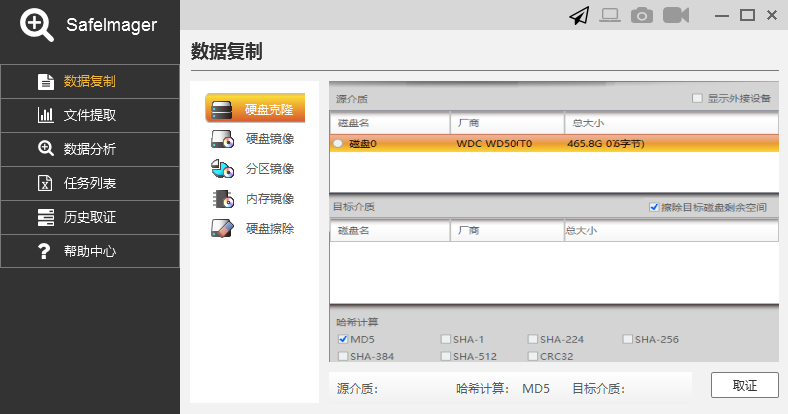 SafeImager
数据复制
文件提取
数据分析
任务列表
历史取证
帮助中心
数据复制
硬盘克隆
硬盘镜像
分区镜像
内存镜像
硬盘擦除
源介质 显示外接设备
磁盘名 厂商 总大小
磁盘0 WDC WD50(T0 465.8G
目标介质 擦除目标磁盘剩余空间
磁盘名 厂商 总大小
哈希计算
MD5 SHA-1 SHA-224 SHA-256
SHA-384 SHA-512 CRC32
源介质: 哈希计算: MD5 目标介质: 取证